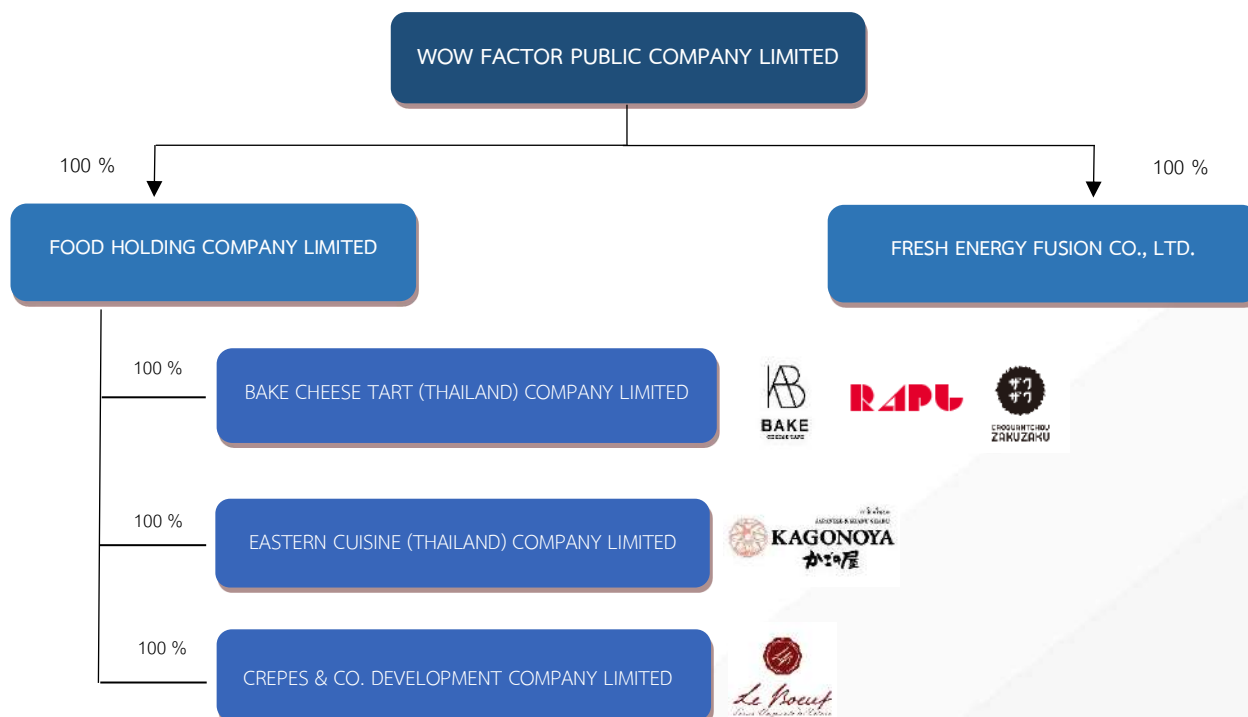 WOW FACTOR PUBLIC COMPANY LIMITED
100 %
100 %
FOOD HOLDING COMPANY LIMITED
FRESH ENERGY FUSION CO., LTD.
100 %
BAKE CHEESE TART (THAILAND) COMPANY LIMITED
BAKE
CHEESE TART
RAPL
ザク
ザク
CROQUANTCHOU
ZAKUZAKU
100 %
EASTERN CUISINE (THAILAND) COMPANY LIMITED
KAGONOYA
かごの屋
100 %
CREPES & CO. DEVELOPMENT COMPANY LIMITED
Le Boeuf